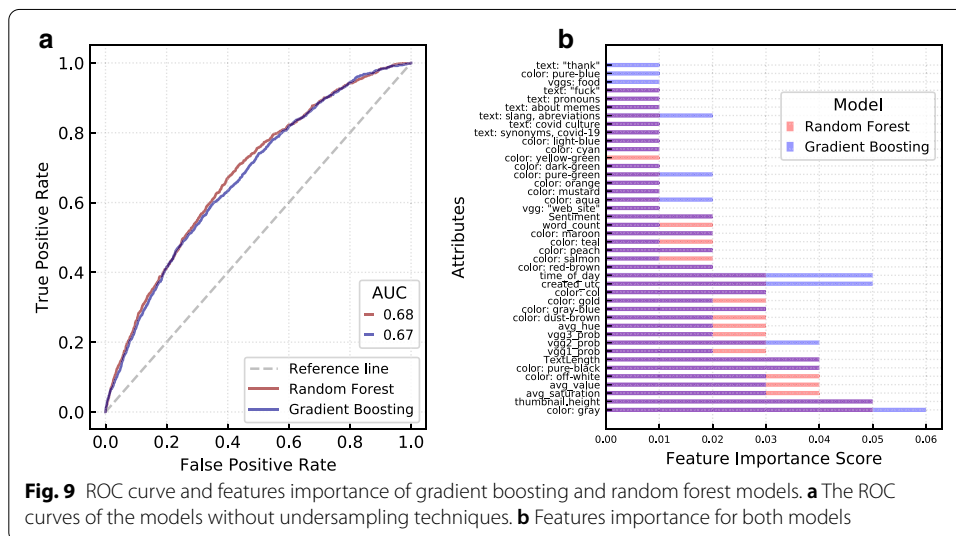 a
True Positive Rate
1.0
0.8
0.6
0.4
0.2
0.0
AUC
0.68
0.67
Reference line
Random Forest
Gradient Boosting
0.0 0.2 0.4 0.6 0.8 1.0
False Positive Rate
b
Attributes
text: "thank"
color: pure-blue
vggs: food
text: "fuck"
text: pronouns
text: about memes
text: slang, abreviations
text: covid culture
text: synonyms, covid-19
color: light-blue
color: cyan
color: yellow-green
color: dark-green
color: pure-green
color: orange
color: mustard
color: aqua
vgg: "web_site"
Sentiment
word_count
color: maroon
color: teal
color: peach
color: salmon
color: red-brown
time_of_day
created_utc
color: col
color: gold
color: gray-blue
color: dust-brown
avg_hue
vgg3_prob
vgg2_prob
vgg1_prob
TextLength
color: pure-black
color: off-white
avg_value
avg_saturation
thumbnail.height
color: gray
Model
Random Forest
Gradient Boosting
0.00 0.01 0.02 0.03 0.04 0.05 0.06
Feature Importance Score
Fig. 9 ROC curve and features importance of gradient boosting and random forest models. a The ROC
curves of the models without undersampling techniques. b Features importance for both models